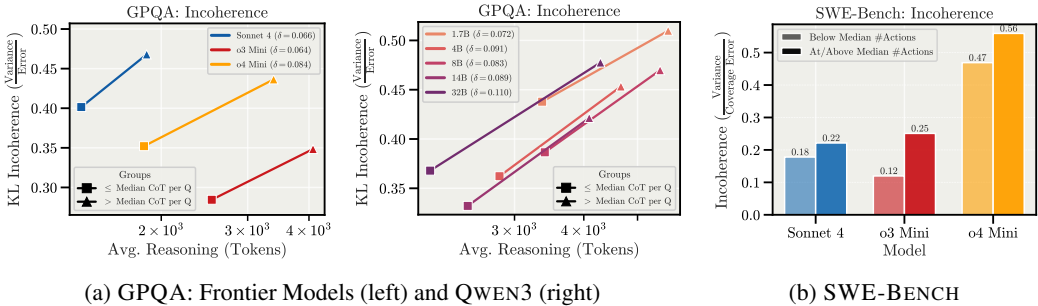 GPQA: Incoherence
KL Incoherence (Variance/Error)
0.45
0.40
0.35
0.30
Sonnet 4 (δ = 0.066)
o3 Mini (δ = 0.064)
o4 Mini (δ = 0.084)
Groups
≤ Median CoT per Q
> Median CoT per Q
2 × 10³
3 × 10³
4 × 10³
Avg. Reasoning (Tokens)
GPQA: Incoherence
KL Incoherence (Variance/Error)
0.50
0.45
0.40
0.35
1.7B (δ = 0.072)
4B (δ = 0.091)
8B (δ = 0.083)
14B (δ = 0.089)
32B (δ = 0.110)
Groups
≤ Median CoT per Q
> Median CoT per Q
3 × 10³
4 × 10³
Avg. Reasoning (Tokens)
(a) GPQA: Frontier Models (left) and QWEN3 (right)
SWE-Bench: Incoherence
Incoherence (Variance/Coverage Error)
0.5
0.4
0.3
0.2
0.1
0.0
Below Median #Actions
At/Above Median #Actions
0.18
0.22
0.12
0.25
0.47
0.56
Sonnet 4
o3 Mini
o4 Mini
Model
(b) SWE-BENCH